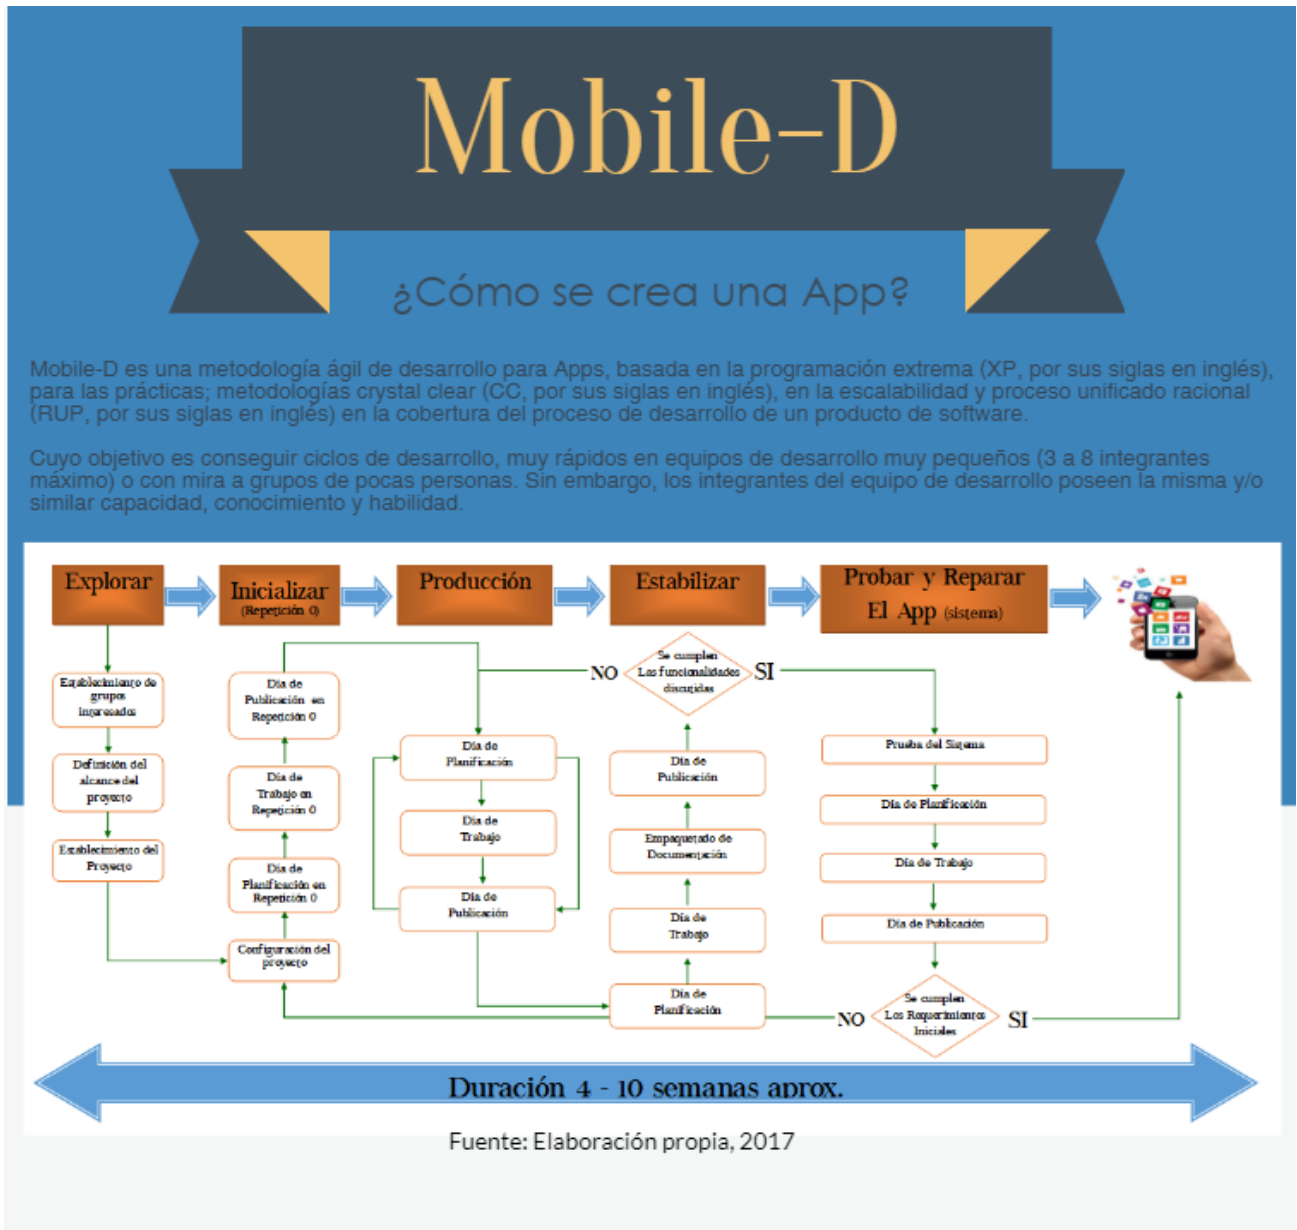 Mobile-D
¿Cómo se crea una App?
Mobile-D es una metodología ágil de desarrollo para Apps, basada en la programación extrema (XP, por sus siglas en inglés),
para las prácticas; metodologías crystal clear (CC, por sus siglas en inglés), en la escalabilidad y proceso unificado racional
(RUP, por sus siglas en inglés) en la cobertura del proceso de desarrollo de un producto de software.
Cuyo objetivo es conseguir ciclos de desarrollo, muy rápidos en equipos de desarrollo muy pequeños (3 a 8 integrantes
máximo) o con mira a grupos de pocas personas. Sin embargo, los integrantes del equipo de desarrollo poseen la misma y/o
similar capacidad, conocimiento y habilidad.
Explorar
Inicializar
(Repetición 0)
Producción
Estabilizar
Probar y Reparar
El App (sistema)
Establecimiento de
grupos
interesados
Definición del
alcance del
proyecto
Establecimiento del
Proyecto
Día de
Publicación en
Repetición 0
Día de
Trabajo en
Repetición 0
Día de
Planificación en
Repetición 0
Configuración del
proyecto
Día de
Planificación
Día de
Trabajo
Día de
Publicación
NO
Se cumplen
Las funcionalidades
discutidas
SI
Día de
Publicación
Empaquetado de
Documentación
Día de
Trabajo
Día de
Planificación
Prueba del Sistema
Día de Planificación
Día de Trabajo
Día de Publicación
NO
Se cumplen
Los Requerimientos
Iniciales
SI
Duración 4 - 10 semanas aprox.
Fuente: Elaboración propia, 2017